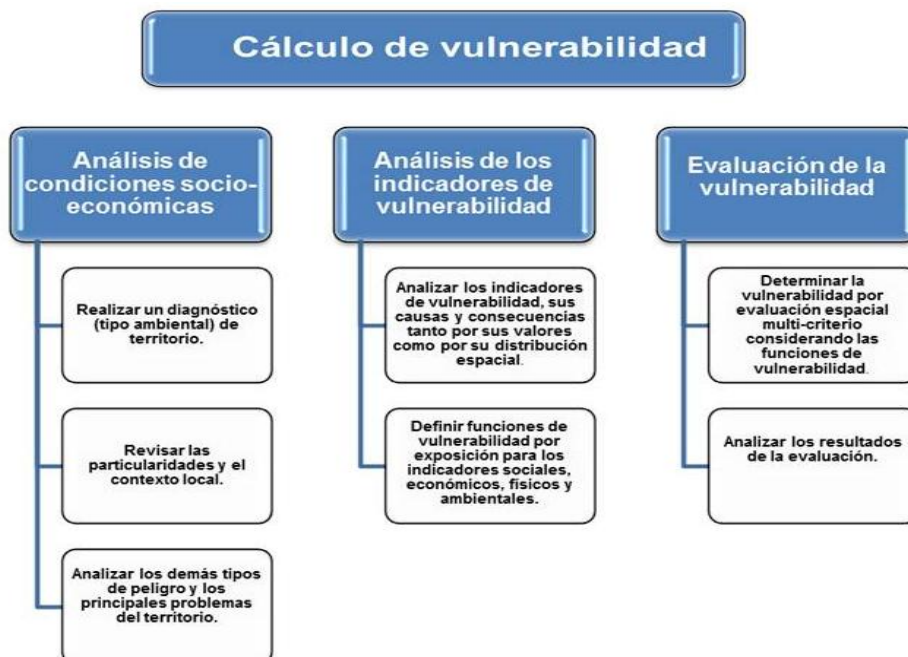 Cálculo de vulnerabilidad
Análisis de
condiciones socio-
económicas
Realizar un diagnóstico
(tipo ambiental) de
territorio.
Revisar las
particularidades y el
contexto local.
Analizar los demás tipos
de peligro y los
principales problemas
del territorio.
Análisis de los
indicadores de
vulnerabilidad
Analizar los indicadores
de vulnerabilidad, sus
causas y consecuencias
tanto por sus valores
como por su distribución
espacial.
Definir funciones de
vulnerabilidad por
exposición para los
indicadores sociales,
económicos, físicos y
ambientales.
Evaluación de la
vulnerabilidad
Determinar la
vulnerabilidad por
evaluación espacial
multi-criterio
considerando las
funciones de
vulnerabilidad.
Analizar los resultados
de la evaluación.